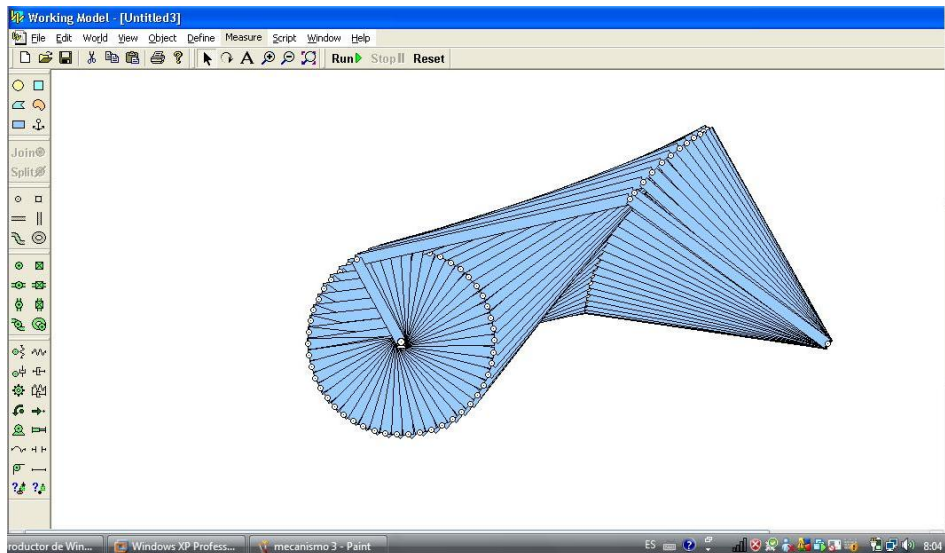 Working Model - [Untitled3]
File Edit World View Object Define Measure Script Window Help
Run Stop Reset
Join
Split
roductor de Win... Windows XP Profess... mecanismo 3 - Paint ES 8:04